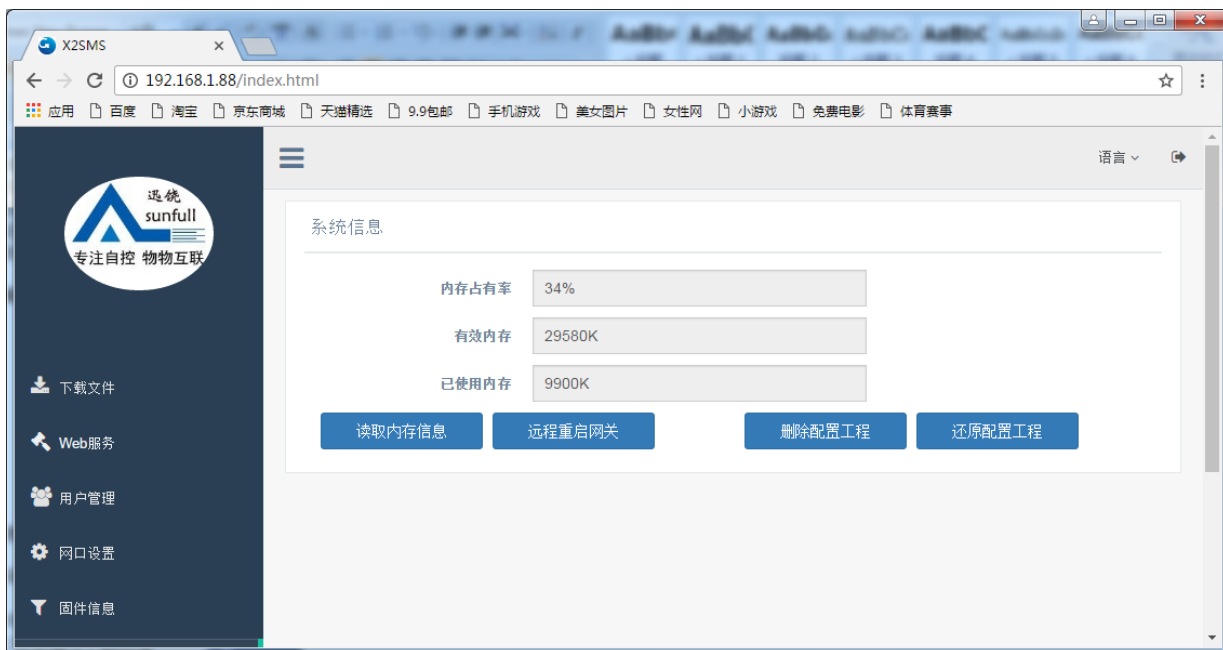 X2SMS
192.168.1.88/index.html
应用 百度 淘宝 京东商城 天猫精选 9.9包邮 手机游戏 美女图片 女性网 小游戏 免费电影 体育赛事
语言
迅饶
sunfull
专注自控 物物互联
系统信息
内存占有率 34%
有效内存 29580K
已使用内存 9900K
读取内存信息 远程重启网关 删除配置工程 还原配置工程
下载文件
Web服务
用户管理
网口设置
固件信息